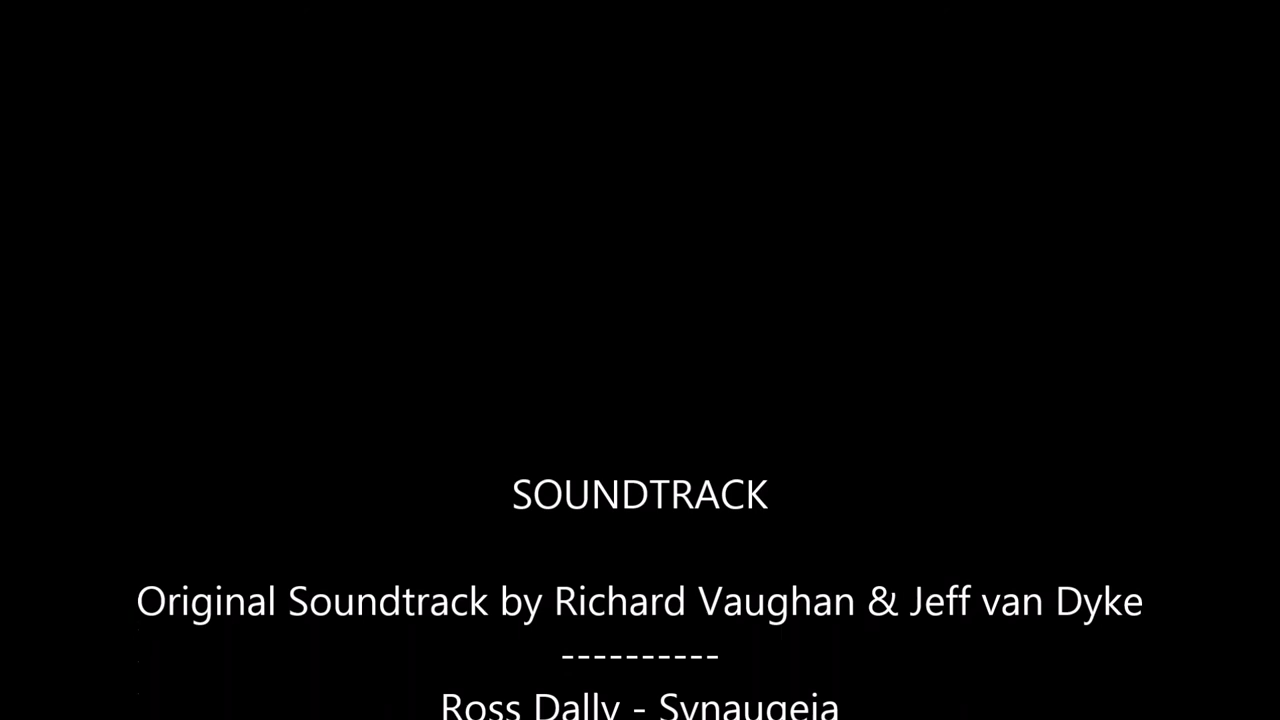 SOUNDTRACK
Original Soundtrack by Richard Vaughan & Jeff van Dyke
----------
Ross Dally - Synaugeia